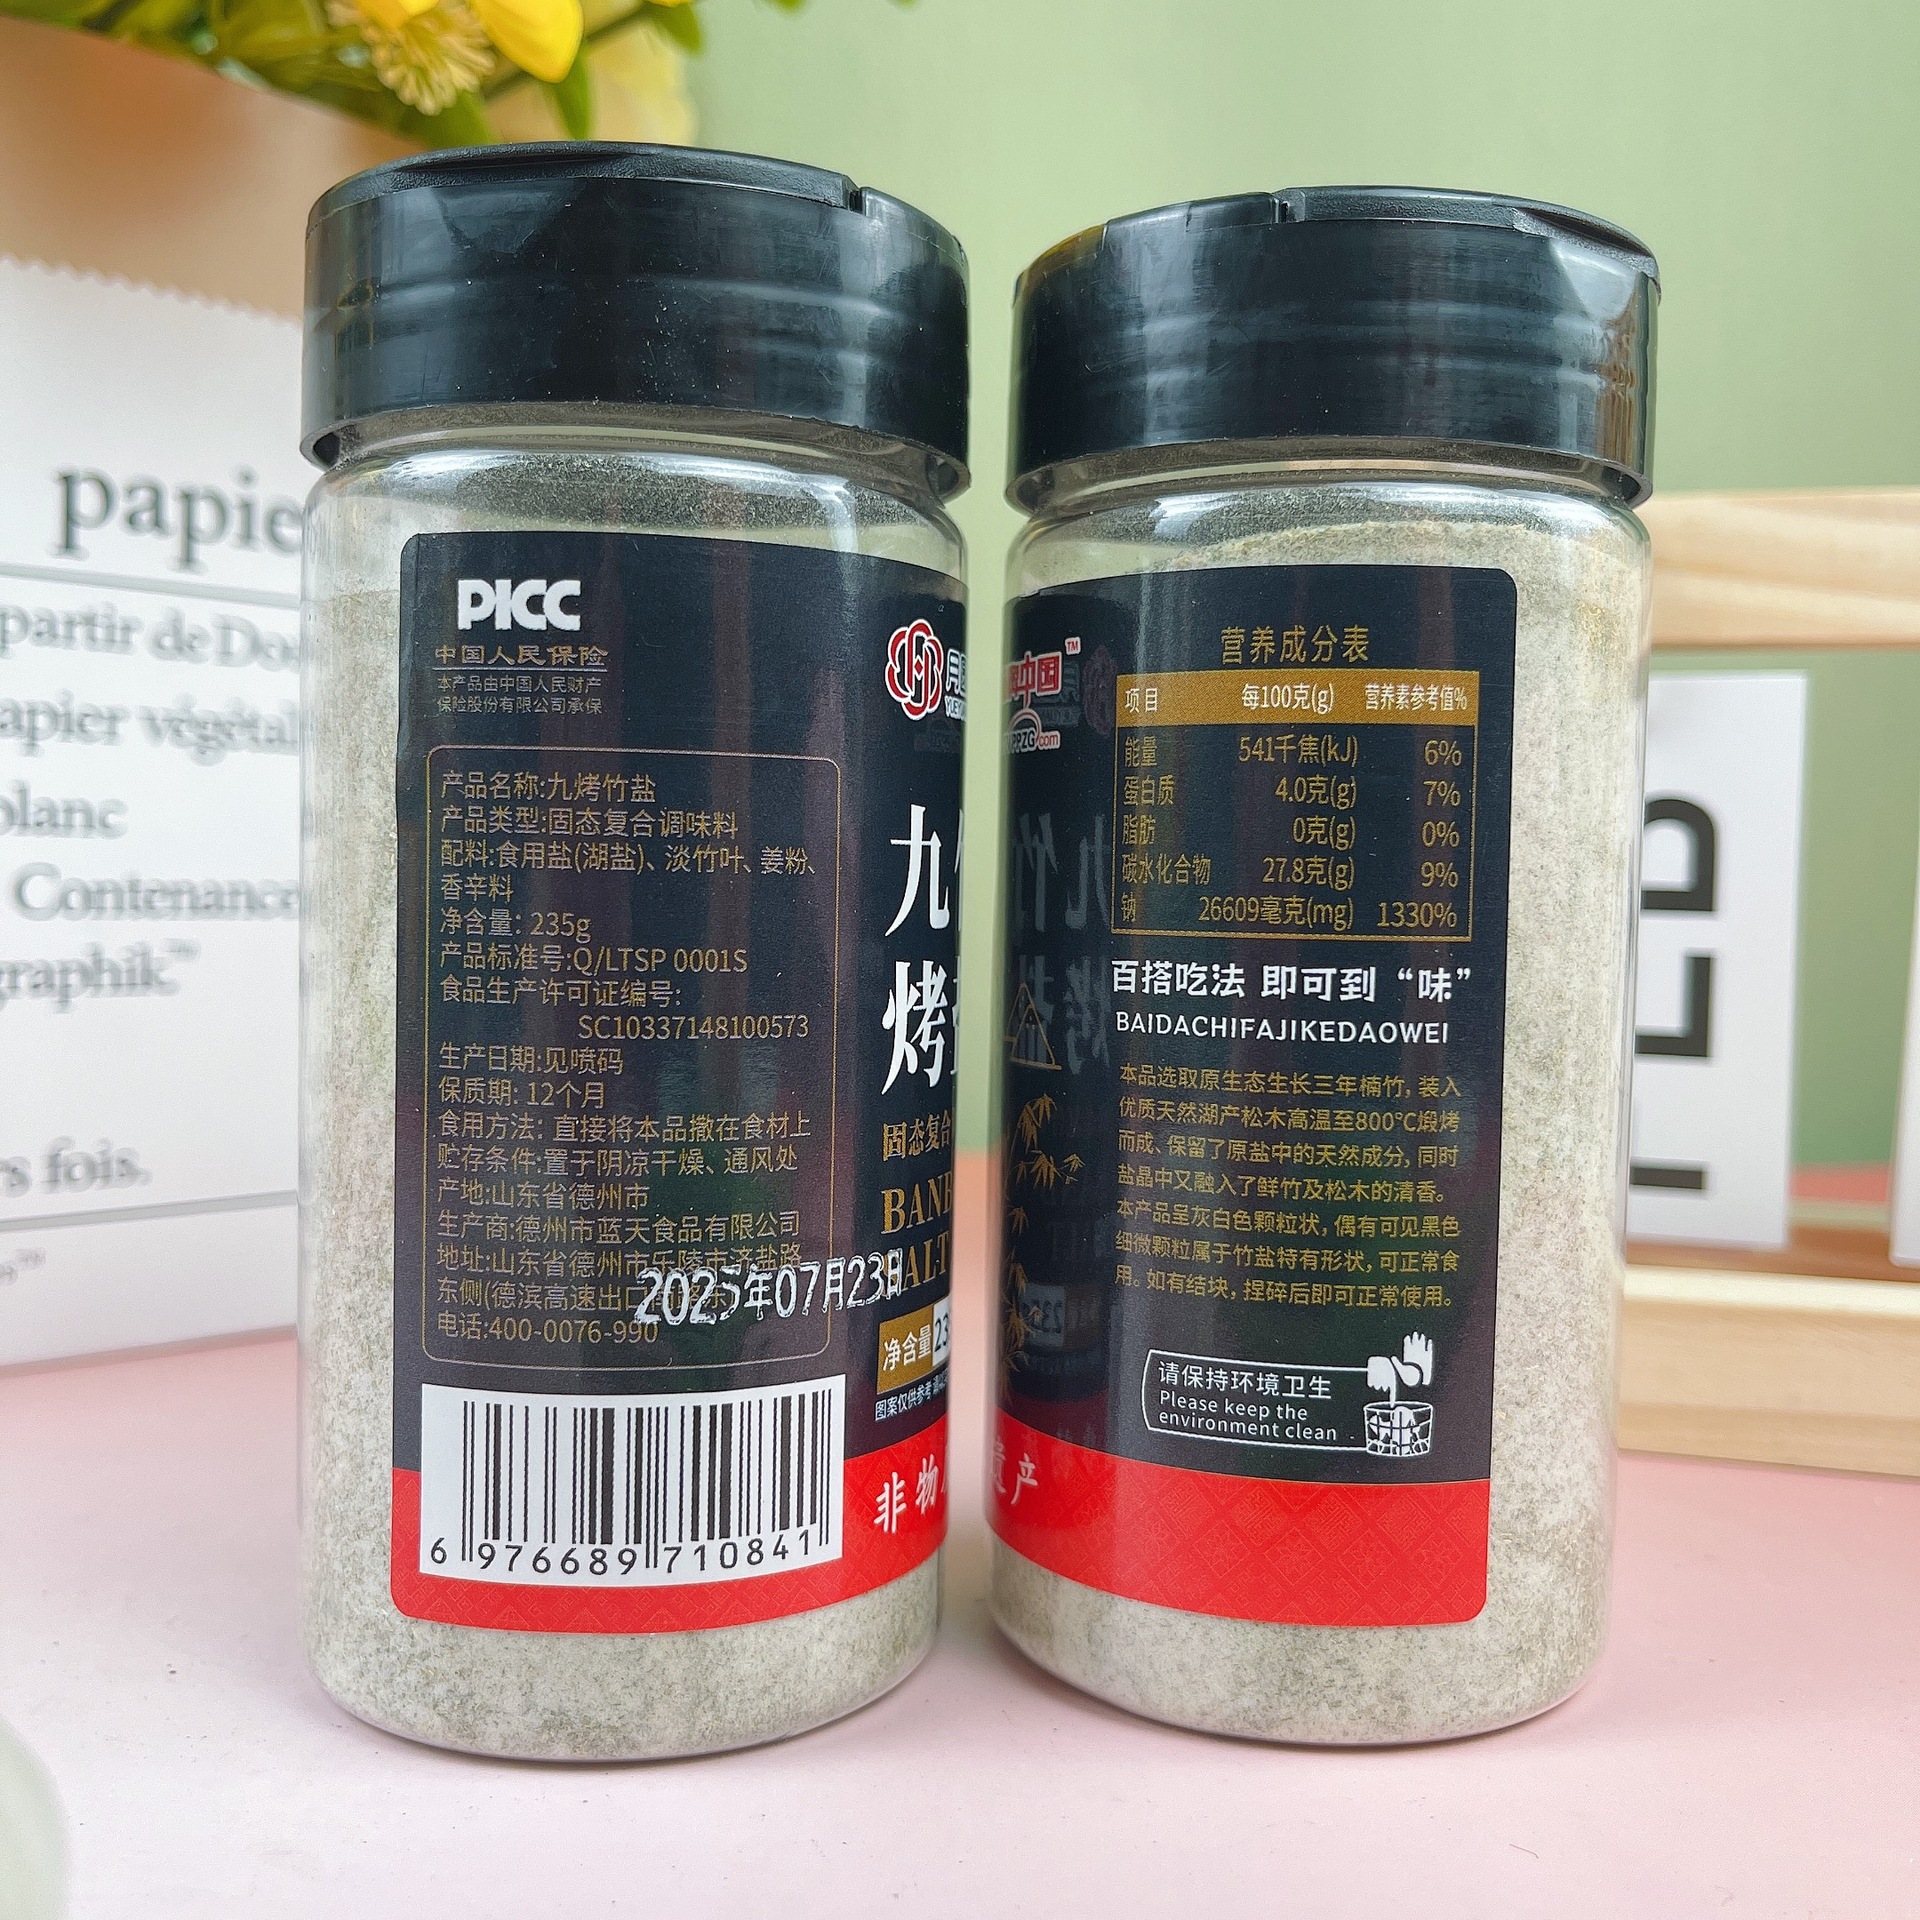 papie
partir de Do
apier végétal
blanc
Contenance
graphik™
rs fois.
PICC
中国人民保险
本产品由中国人民财产
保险股份有限公司承保
产品名称:九烤竹盐
产品类型:固态复合调味料
配料:食用盐(湖盐)、淡竹叶、姜粉、
香辛料
净含量: 235g
产品标准号:Q/LTSP 0001S
食品生产许可证编号:
SC10337148100573
生产日期:见喷码
保质期: 12个月
食用方法: 直接将本品撒在食材上
贮存条件:置于阴凉干燥、通风处
产地:山东省德州市
生产商:德州市蓝天食品有限公司
地址:山东省德州市乐陵市济盐路
东侧(德滨高速出口
电话:400-0076-990
2025年07月23日
6 976689 710841
月
九
烤
固态复合
BAN
SALT
净含量 23
图案仅供参考
非物
中国™
PPZG.com
遗产
营养成分表
项目 每100克(g) 营养素参考值%
能量 541千焦(kJ) 6%
蛋白质 4.0克(g) 7%
脂肪 0克(g) 0%
碳水化合物 27.8克(g) 9%
钠 26609毫克(mg) 1330%
百搭吃法 即可到“味”
BAIDACHIFAJIKEDAOWEI
本品选取原生态生长三年楠竹, 装入
优质天然湖产松木高温至800℃煅烤
而成、保留了原盐中的天然成分, 同时
盐晶中又融入了鲜竹及松木的清香。
本产品呈灰白色颗粒状, 偶有可见黑色
细微颗粒属于竹盐特有形状, 可正常食
用。如有结块, 捏碎后即可正常使用。
请保持环境卫生
Please keep the
environment clean